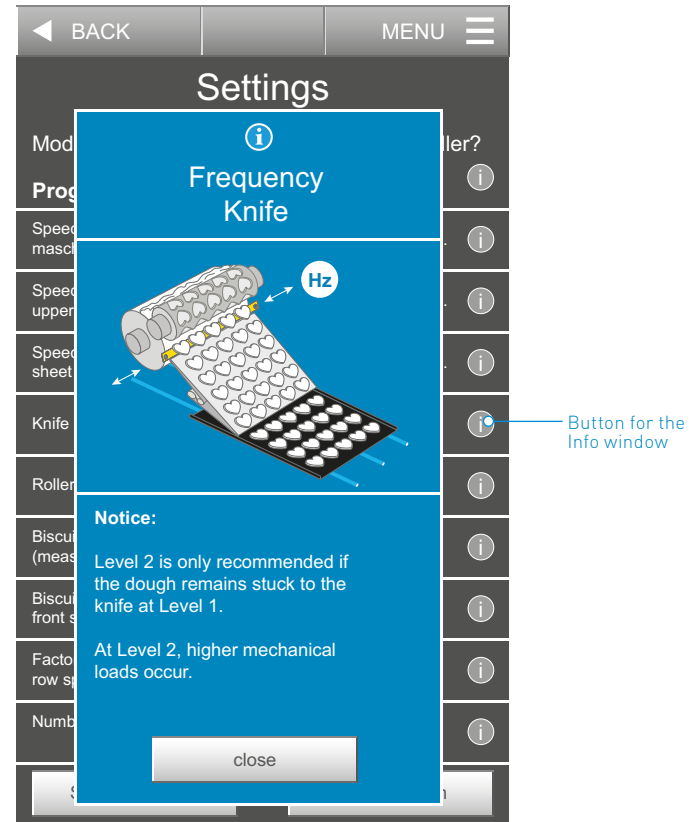 BACK
MENU
Settings
Mod
ller?
Frequency
Knife
Prog
Speed
masch
Hz
Speed
upper
Speed
sheet
Knife
Button for the
Info window
Roller
Notice:
Biscui
(meas
Level 2 is only recommended if
the dough remains stuck to the
knife at Level 1.
Biscui
front s
At Level 2, higher mechanical
loads occur.
Facto
row sp
Numb
close